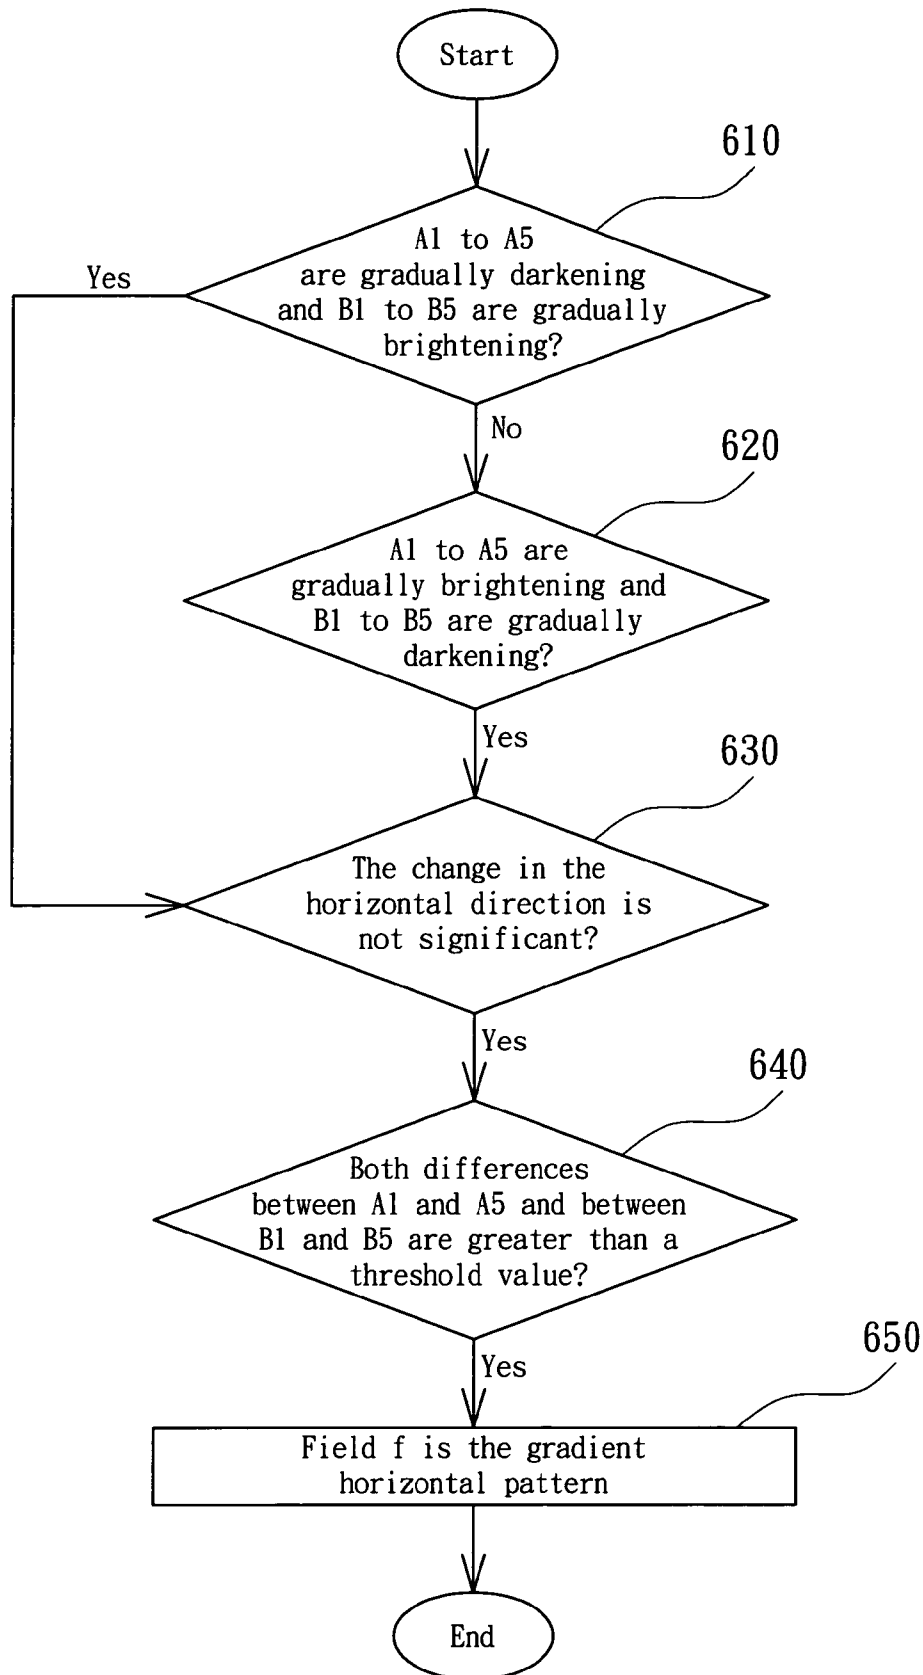 Start
610
A1 to A5
are gradually darkening
and B1 to B5 are gradually
brightening?
Yes
No
620
A1 to A5 are
gradually brightening and
B1 to B5 are gradually
darkening?
Yes
630
The change in the
horizontal direction is
not significant?
Yes
640
Both differences
between A1 and A5 and between
B1 and B5 are greater than a
threshold value?
Yes
650
Field f is the gradient
horizontal pattern
End